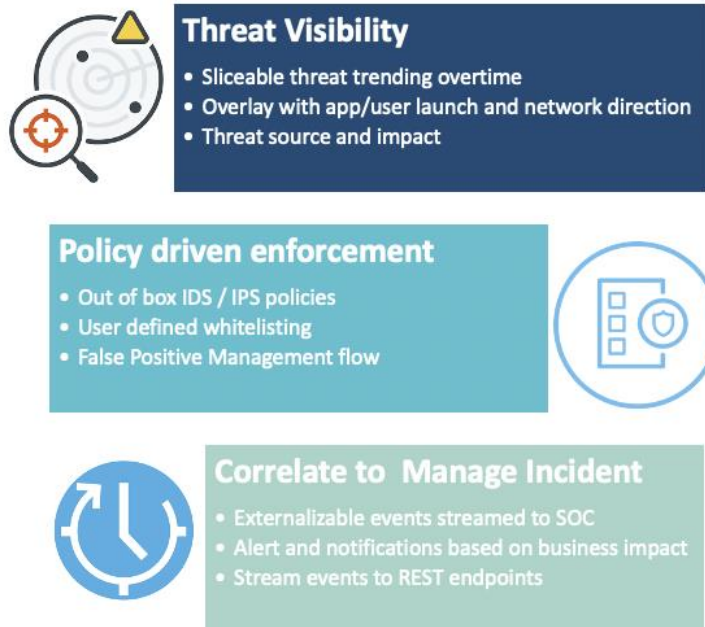 Threat Visibility
• Sliceable threat trending overtime
• Overlay with app/user launch and network direction
• Threat source and impact
Policy driven enforcement
• Out of box IDS / IPS policies
• User defined whitelisting
• False Positive Management flow
Correlate to Manage Incident
• Externalizable events streamed to SOC
• Alert and notifications based on business impact
• Stream events to REST endpoints